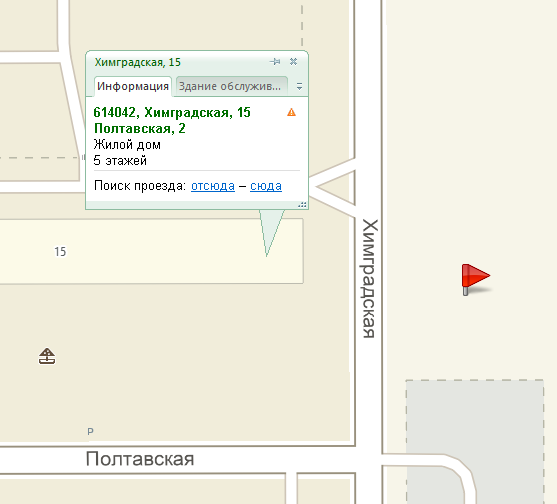 Химградская, 15
Информация
Здание обслужив...
614042, Химградская, 15
Полтавская, 2
Жилой дом
5 этажей
Поиск проезда: отсюда – сюда
15
Химградская
P
Полтавская